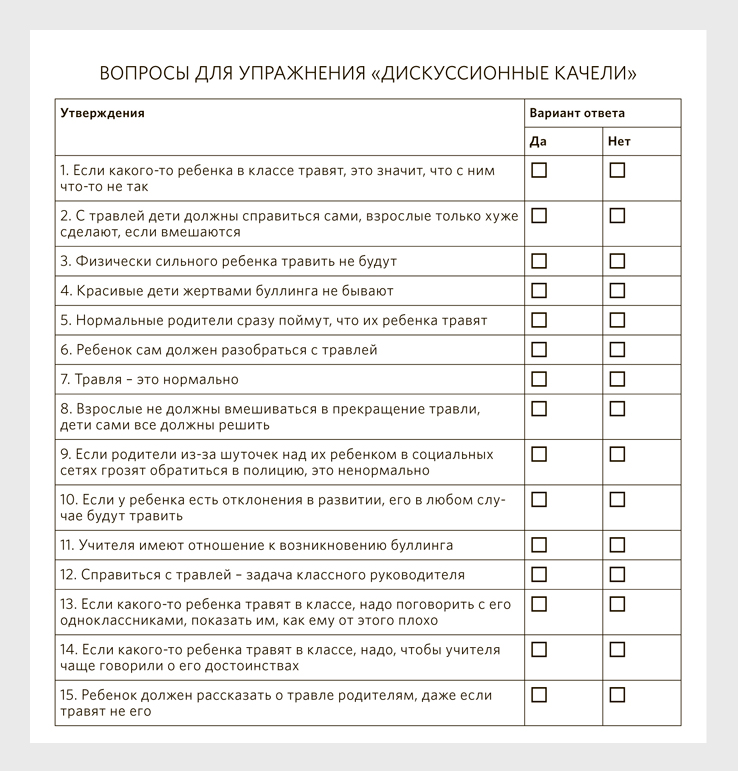 ВОПРОСЫ ДЛЯ УПРАЖНЕНИЯ «ДИСКУССИОННЫЕ КАЧЕЛИ»
Утверждения
Вариант ответа
Да
Нет
1. Если какого-то ребенка в классе травят, это значит, что с ним
что-то не так
2. С травлей дети должны справиться сами, взрослые только хуже
сделают, если вмешаются
3. Физически сильного ребенка травить не будут
4. Красивые дети жертвами буллинга не бывают
5. Нормальные родители сразу поймут, что их ребенка травят
6. Ребенок сам должен разобраться с травлей
7. Травля – это нормально
8. Взрослые не должны вмешиваться в прекращение травли,
дети сами все должны решить
9. Если родители из-за шуточек над их ребенком в социальных
сетях грозят обратиться в полицию, это ненормально
10. Если у ребенка есть отклонения в развитии, его в любом слу-
чае будут травить
11. Учителя имеют отношение к возникновению буллинга
12. Справиться с травлей – задача классного руководителя
13. Если какого-то ребенка травят в классе, надо поговорить с его
одноклассниками, показать им, как ему от этого плохо
14. Если какого-то ребенка травят в классе, надо, чтобы учителя
чаще говорили о его достоинствах
15. Ребенок должен рассказать о травле родителям, даже если
травят не его